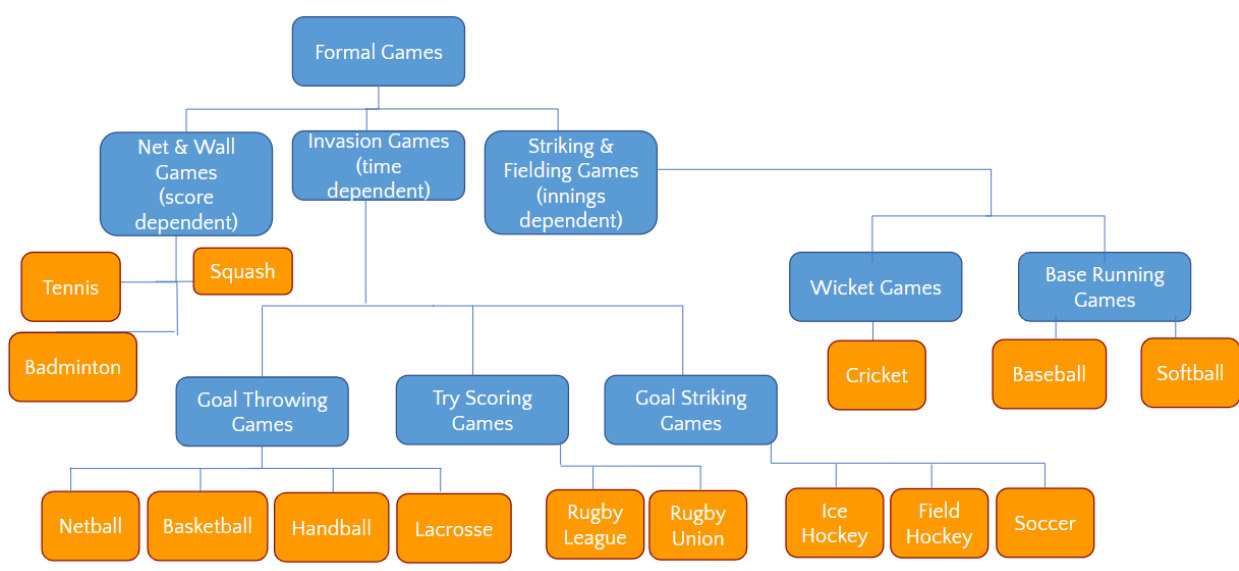 Formal Games
Net & Wall
Games
(score
dependent)
Invasion Games
(time
dependent)
Striking &
Fielding Games
(innings
dependent)
Tennis
Squash
Badminton
Wicket Games
Base Running
Games
Cricket
Baseball
Softball
Goal Throwing
Games
Try Scoring
Games
Goal Striking
Games
Netball
Basketball
Handball
Lacrosse
Rugby
League
Rugby
Union
Ice
Hockey
Field
Hockey
Soccer